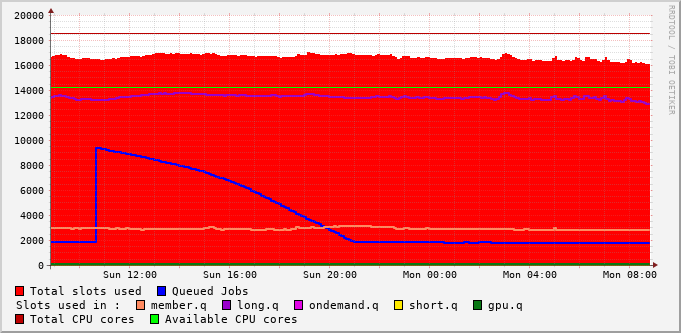 RRDTOOL / TOBI OETIKER
20000
18000
16000
14000
12000
10000
8000
6000
4000
2000
0
Sun 12:00 Sun 16:00 Sun 20:00 Mon 00:00 Mon 04:00 Mon 08:00
Total slots used Queued Jobs
Slots used in : member.q long.q ondemand.q short.q gpu.q
Total CPU cores Available CPU cores